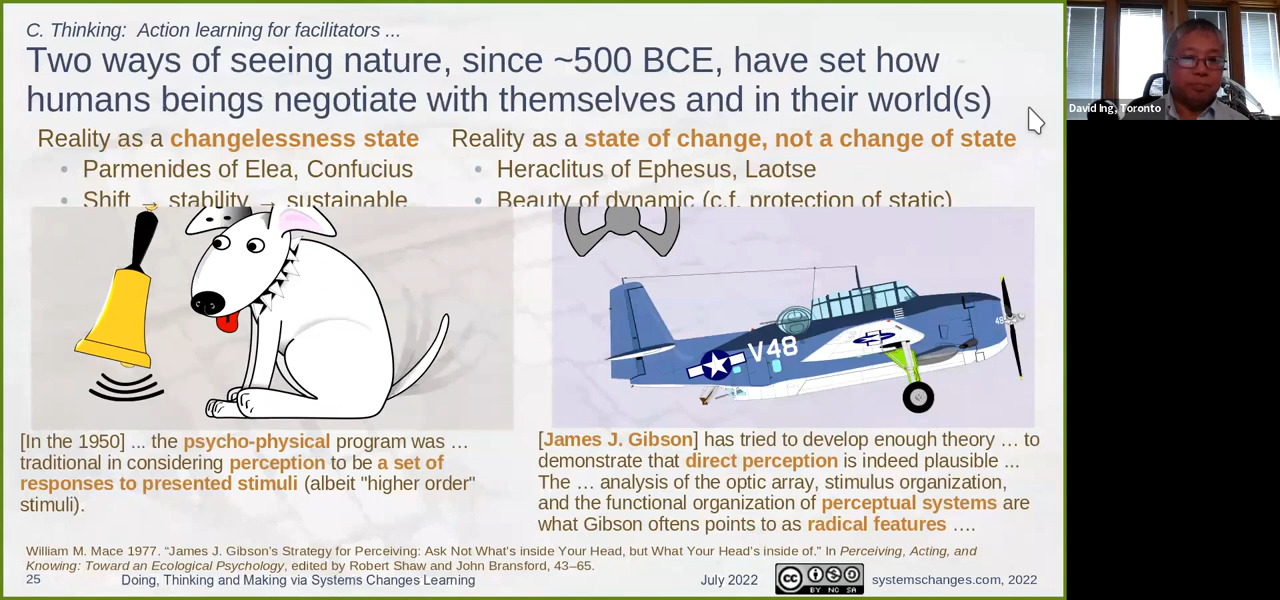 C. Thinking:  Action learning for facilitators ...
Two ways of seeing nature, since ~500 BCE, have set how
humans beings negotiate with themselves and in their world(s)
Reality as a changelessness state
• Parmenides of Elea, Confucius
• Shift → stability → sustainable
Reality as a state of change, not a change of state
• Heraclitus of Ephesus, Laotse
• Beauty of dynamic (c.f. protection of static)
V48
48
[In the 1950] ... the psycho-physical program was …
traditional in considering perception to be a set of
responses to presented stimuli (albeit "higher order"
stimuli).
[James J. Gibson] has tried to develop enough theory … to
demonstrate that direct perception is indeed plausible ...
The … analysis of the optic array, stimulus organization,
and the functional organization of perceptual systems are
what Gibson oftens points to as radical features ….
William M. Mace 1977. “James J. Gibson’s Strategy for Perceiving: Ask Not What’s inside Your Head, but What Your Head’s inside of.” In Perceiving, Acting, and
Knowing: Toward an Ecological Psychology, edited by Robert Shaw and John Bransford, 43–65.
25
Doing, Thinking and Making via Systems Changes Learning
July 2022
cc
BY NC SA
systemschanges.com, 2022
David Ing, Toronto